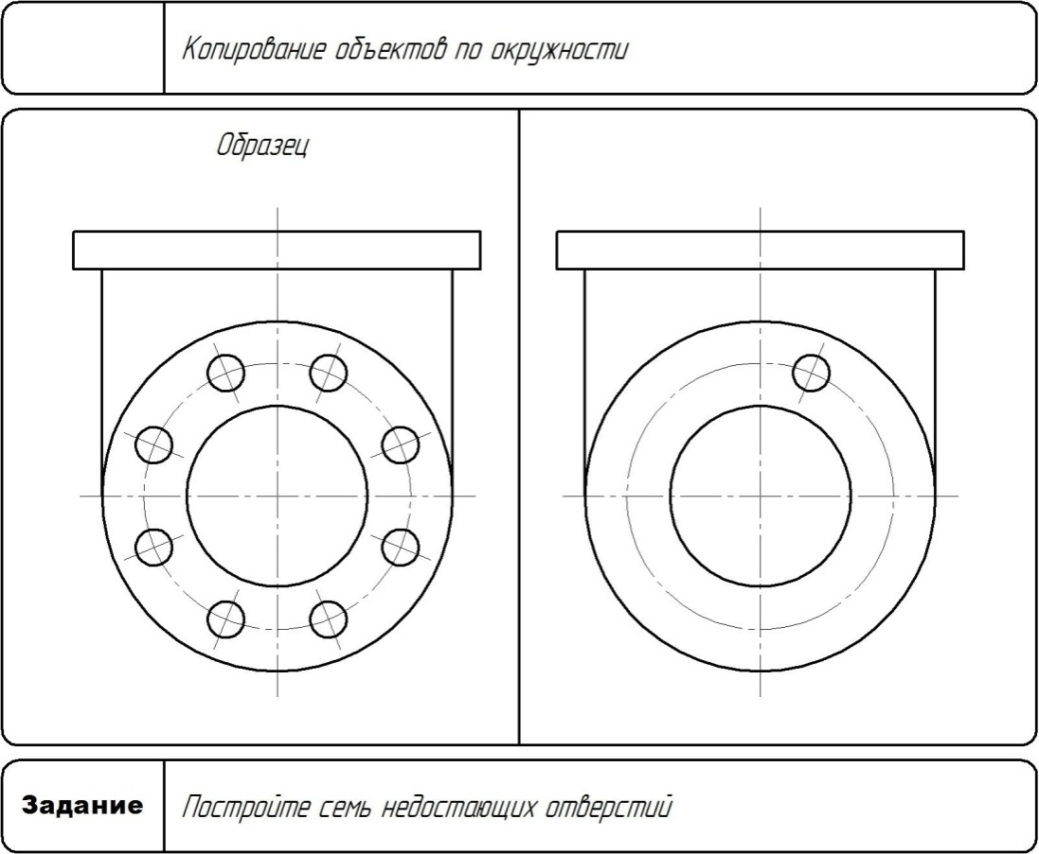 Копирование объектов по окружности
Образец
Задание
Постройте семь недостающих отверстий